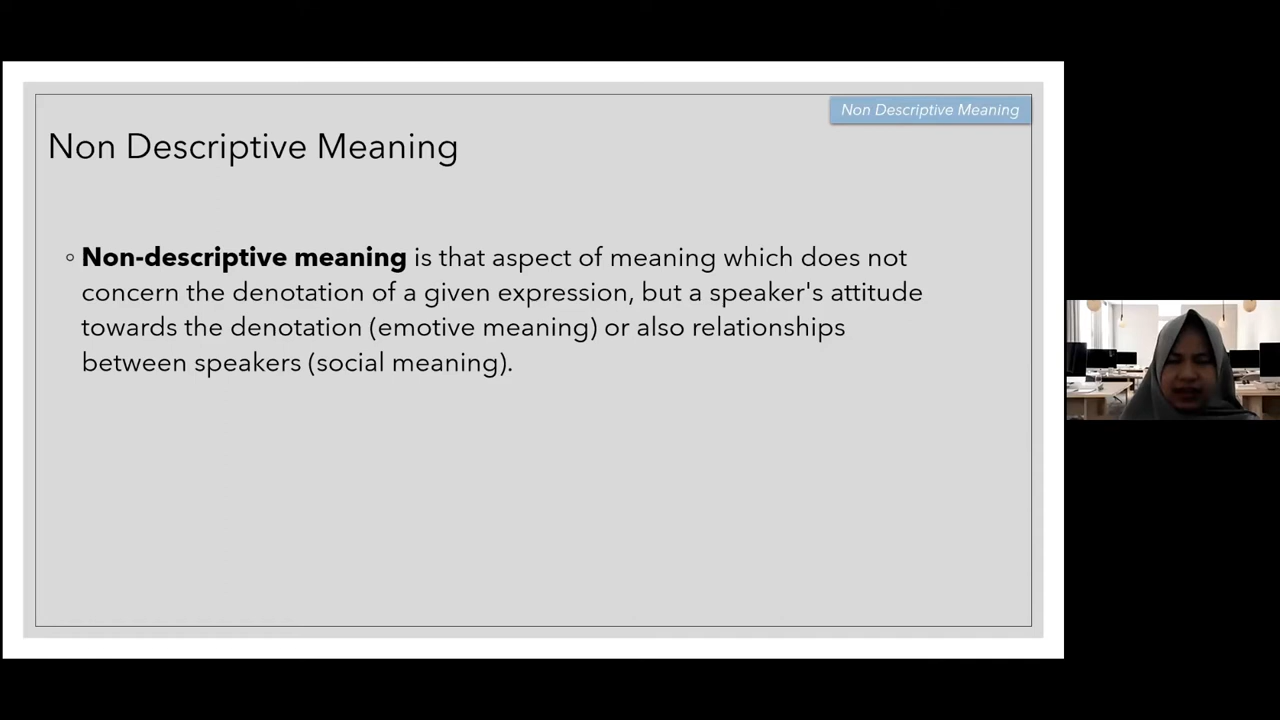 Non Descriptive Meaning
Non Descriptive Meaning
◦ Non-descriptive meaning is that aspect of meaning which does not
concern the denotation of a given expression, but a speaker's attitude
towards the denotation (emotive meaning) or also relationships
between speakers (social meaning).